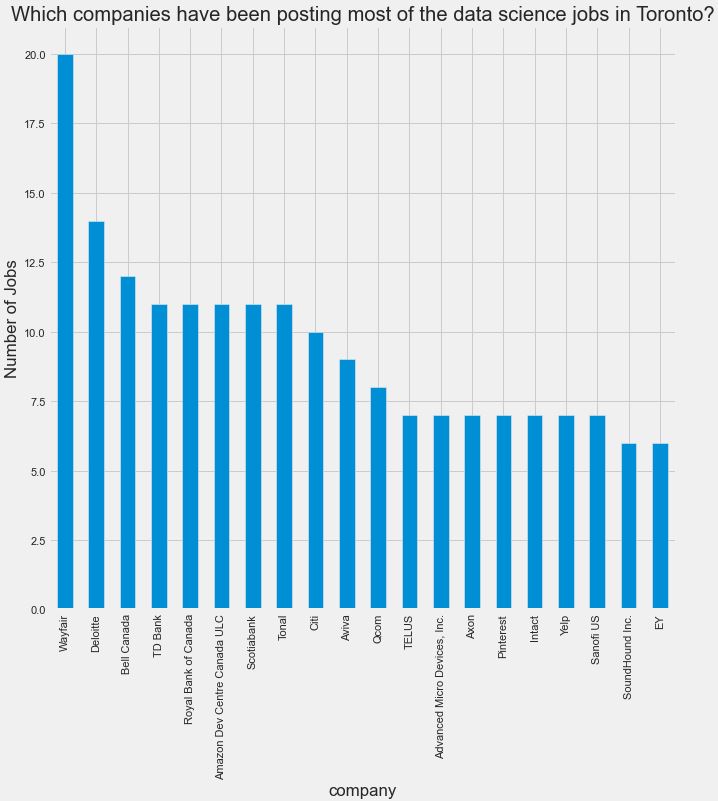 Which companies have been posting most of the data science jobs in Toronto?
Number of Jobs
20.0
17.5
15.0
12.5
10.0
7.5
5.0
2.5
0.0
Wayfair
Deloitte
Bell Canada
TD Bank
Royal Bank of Canada
Amazon Dev Centre Canada ULC
Scotiabank
Tonal
Citi
Aviva
Qcom
TELUS
Advanced Micro Devices, Inc.
Axon
Pinterest
Intact
Yelp
Sanofi US
SoundHound Inc.
EY
company